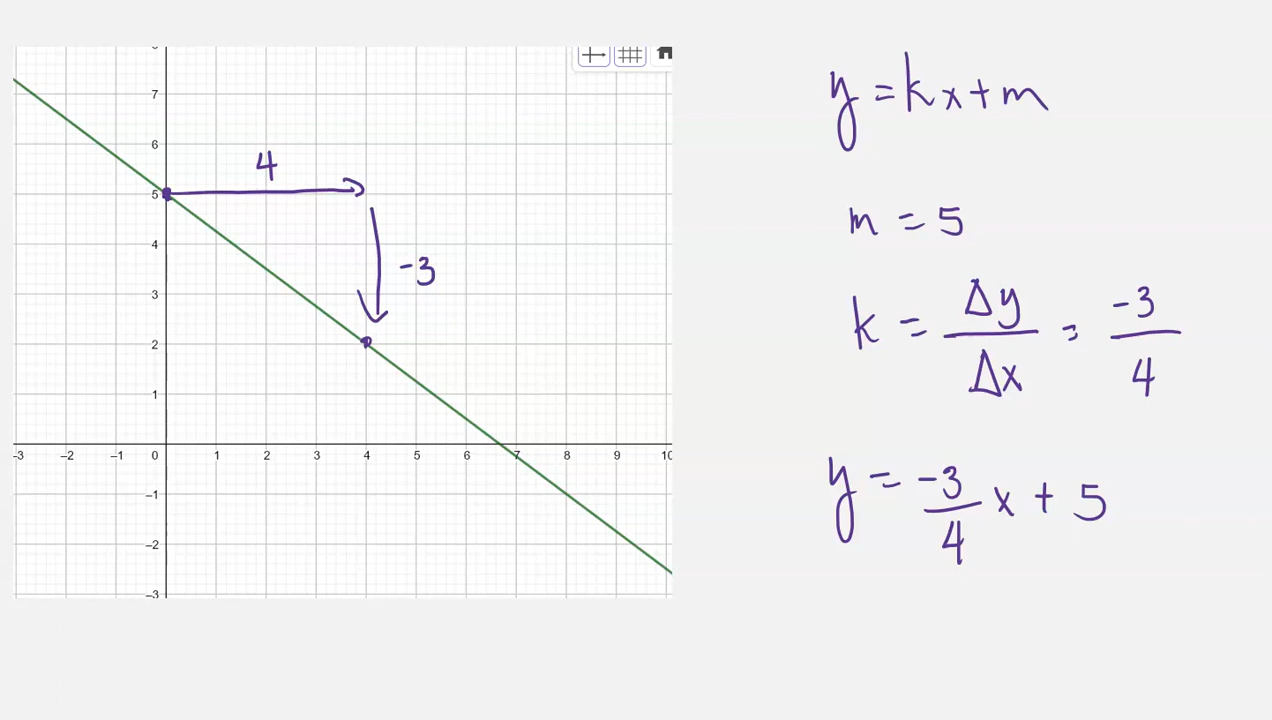 8
7
6
5
4
3
2
1
-3 -2 -1 0 1 2 3 4 5 6 7 8 9 10
-1
-2
-3
4
-3
y = kx + m
m = 5
k = Δy/Δx = -3/4
y = -3/4 x + 5